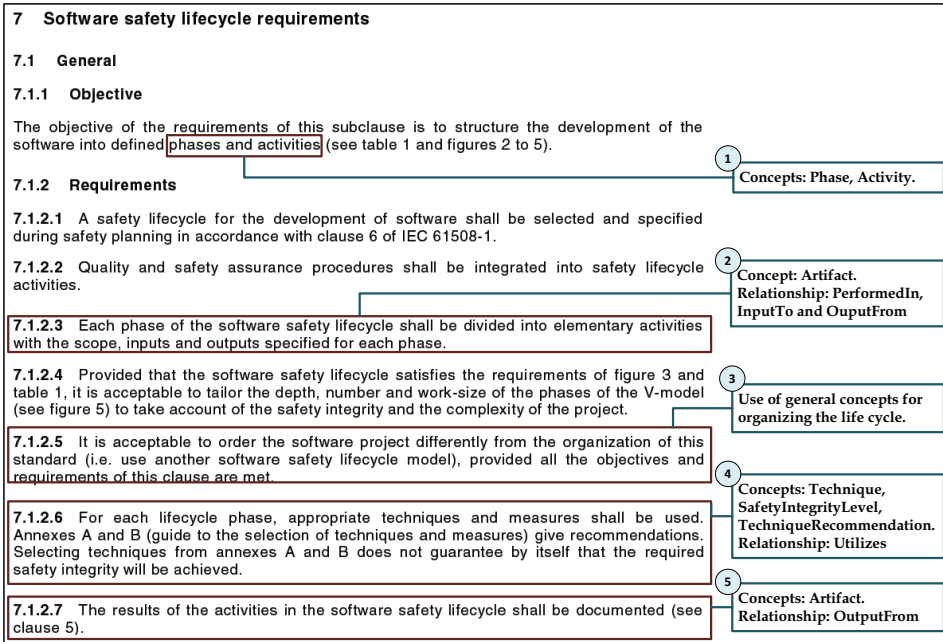 7 Software safety lifecycle requirements
7.1 General
7.1.1 Objective
The objective of the requirements of this subclause is to structure the development of the
software into defined phases and activities (see table 1 and figures 2 to 5).
1
Concepts: Phase, Activity.
7.1.2 Requirements
7.1.2.1 A safety lifecycle for the development of software shall be selected and specified
during safety planning in accordance with clause 6 of IEC 61508-1.
7.1.2.2 Quality and safety assurance procedures shall be integrated into safety lifecycle
activities.
2
Concept: Artifact.
Relationship: PerformedIn,
InputTo and OuputFrom
7.1.2.3 Each phase of the software safety lifecycle shall be divided into elementary activities
with the scope, inputs and outputs specified for each phase.
7.1.2.4 Provided that the software safety lifecycle satisfies the requirements of figure 3 and
table 1, it is acceptable to tailor the depth, number and work-size of the phases of the V-model
(see figure 5) to take account of the safety integrity and the complexity of the project.
3
Use of general concepts for
organizing the life cycle.
7.1.2.5 It is acceptable to order the software project differently from the organization of this
standard (i.e. use another software safety lifecycle model), provided all the objectives and
requirements of this clause are met.
4
Concepts: Technique,
SafetyIntegrityLevel,
TechniqueRecommendation.
Relationship: Utilizes
7.1.2.6 For each lifecycle phase, appropriate techniques and measures shall be used.
Annexes A and B (guide to the selection of techniques and measures) give recommendations.
Selecting techniques from annexes A and B does not guarantee by itself that the required
safety integrity will be achieved.
5
Concepts: Artifact.
Relationship: OutputFrom
7.1.2.7 The results of the activities in the software safety lifecycle shall be documented (see
clause 5).